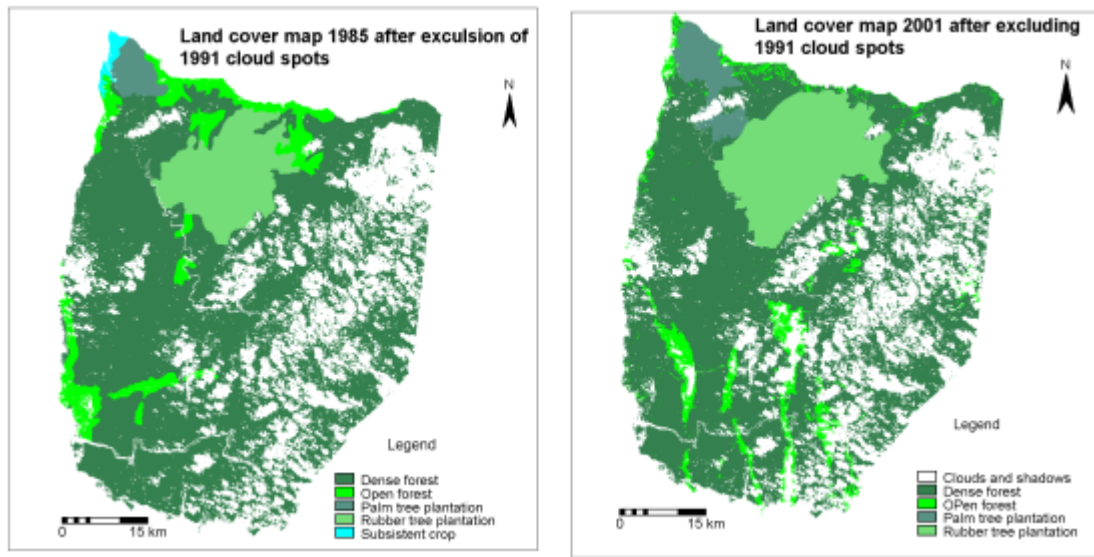 Land cover map 1985 after exculsion of
1991 cloud spots
N
Legend
Dense forest
Open forest
Palm tree plantation
Rubber tree plantation
Subsistent crop
0 15 km
Land cover map 2001 after excluding
1991 cloud spots
N
Legend
Clouds and shadows
Dense forest
OPen forest
Palm tree plantation
Rubber tree plantation
0 15 km